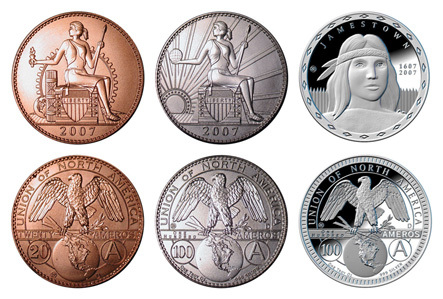 2007
2007
JAMESTOWN
1607
2007
UNION OF NORTH AMERICA
TWENTY AMEROS
20 A
UNION OF NORTH AMERICA
AMEROS
100 A
UNION OF NORTH AMERICA
AMEROS
100 A